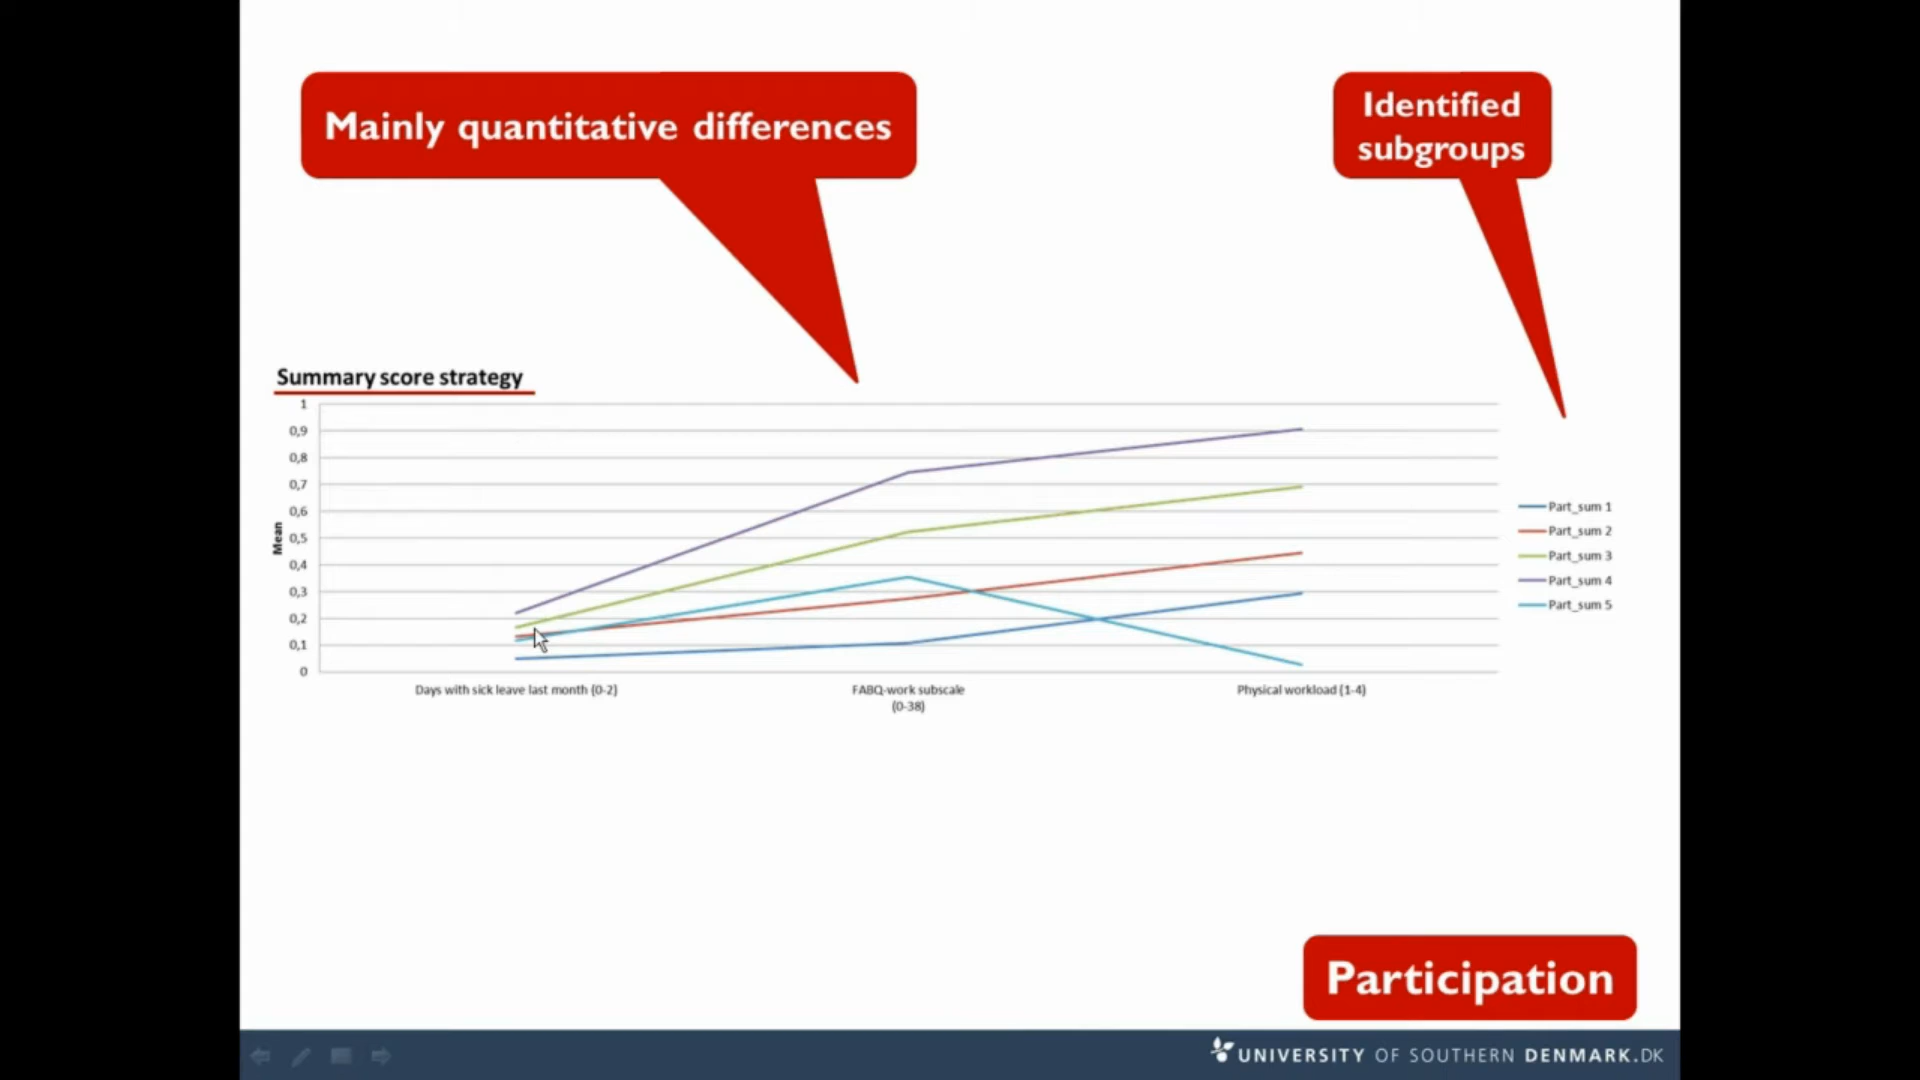 Mainly quantitative differences
Identified
subgroups
Summary score strategy
1
0,9
0,8
0,7
0,6
0,5
0,4
0,3
0,2
0,1
0
Mean
Days with sick leave last month (0-2)
FABQ-work subscale
(0-38)
Physical workload (1-4)
Part_sum 1
Part_sum 2
Part_sum 3
Part_sum 4
Part_sum 5
Participation
UNIVERSITY OF SOUTHERN DENMARK.DK